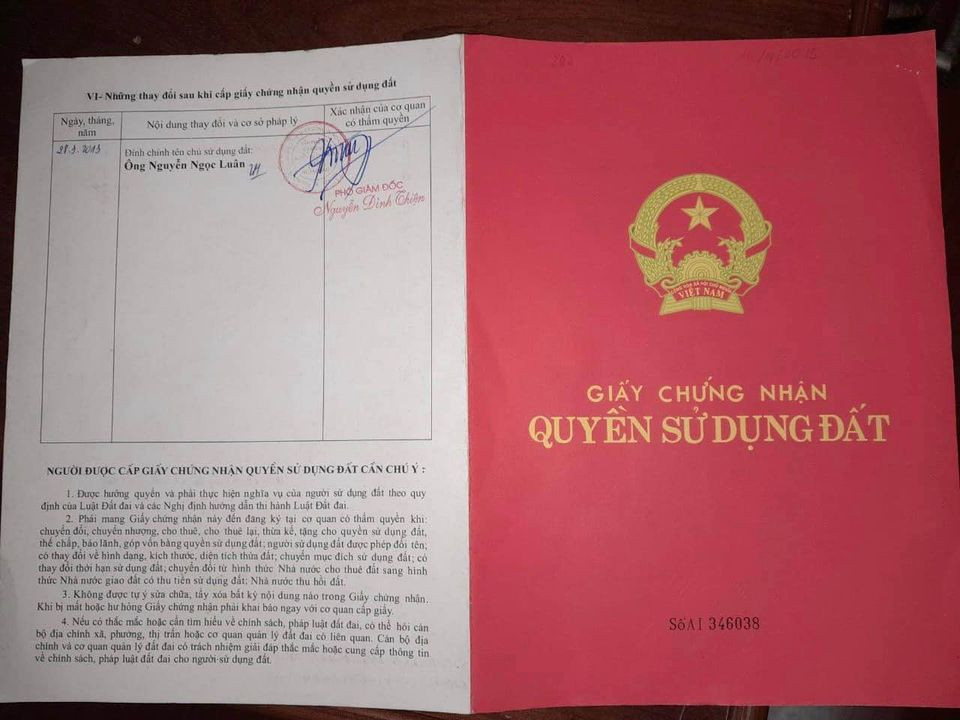 VI- Những thay đổi sau khi cấp giấy chứng nhận quyền sử dụng đất
Ngày, tháng, năm
Nội dung thay đổi và cơ sở pháp lý
Xác nhận của cơ quan có thẩm quyền
28-3-2013
Đính chính tên chủ sử dụng đất:
Ông Nguyễn Ngọc Luân
PHÓ GIÁM ĐỐC
Nguyễn Đình Thiện
NGƯỜI ĐƯỢC CẤP GIẤY CHỨNG NHẬN QUYỀN SỬ DỤNG ĐẤT CẦN CHÚ Ý :
1. Được hưởng quyền và phải thực hiện nghĩa vụ của người sử dụng đất theo quy
định của Luật Đất đai và các Nghị định hướng dẫn thi hành Luật Đất đai.
2. Phải mang Giấy chứng nhận này đến đăng ký tại cơ quan có thẩm quyền khi:
chuyển đổi, chuyển nhượng, cho thuê, cho thuê lại, thừa kế, tặng cho quyền sử dụng đất,
thế chấp, bảo lãnh, góp vốn bằng quyền sử dụng đất; người sử dụng đất được phép đổi tên;
có thay đổi về hình dạng, kích thước, diện tích thửa đất; chuyển mục đích sử dụng đất; có
thay đổi thời hạn sử dụng đất; chuyển đổi từ hình thức Nhà nước cho thuê đất sang hình
thức Nhà nước giao đất có thu tiền sử dụng đất; Nhà nước thu hồi đất.
3. Không được tự ý sửa chữa, tẩy xóa bất kỳ nội dung nào trong Giấy chứng nhận.
Khi bị mất hoặc hư hỏng Giấy chứng nhận phải khai báo ngay với cơ quan cấp giấy.
4. Nếu có thắc mắc hoặc cần tìm hiểu về chính sách, pháp luật đất đai, có thể hỏi cán
bộ địa chính xã, phường, thị trấn hoặc cơ quan quản lý đất đai có liên quan. Cán bộ địa
chính và cơ quan quản lý đất đai có trách nhiệm giải đáp thắc mắc hoặc cung cấp thông tin
về chính sách, pháp luật đất đai cho người sử dụng đất.
CỘNG HÒA XÃ HỘI CHỦ NGHĨA
VIỆT NAM
GIẤY CHỨNG NHẬN
QUYỀN SỬ DỤNG ĐẤT
Số AI 346038